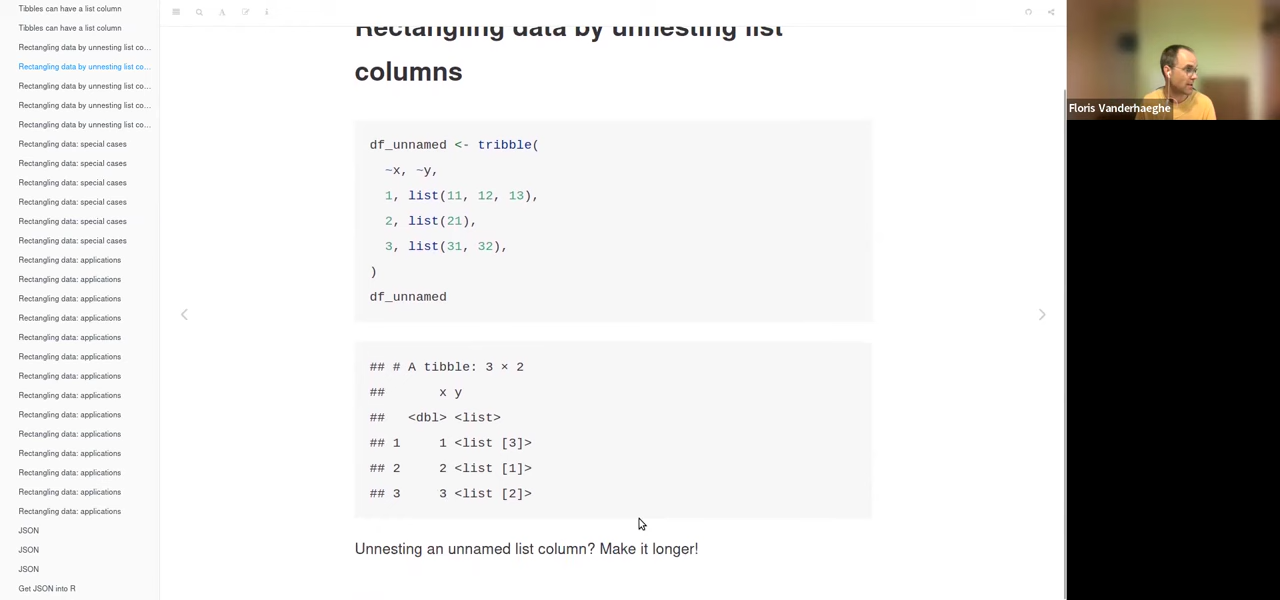 Tibbles can have a list column
Tibbles can have a list column
Rectangling data by unnesting list co…
Rectangling data by unnesting list co…
Rectangling data by unnesting list co…
Rectangling data by unnesting list co…
Rectangling data by unnesting list co…
Rectangling data: special cases
Rectangling data: special cases
Rectangling data: special cases
Rectangling data: special cases
Rectangling data: special cases
Rectangling data: special cases
Rectangling data: applications
Rectangling data: applications
Rectangling data: applications
Rectangling data: applications
Rectangling data: applications
Rectangling data: applications
Rectangling data: applications
Rectangling data: applications
Rectangling data: applications
Rectangling data: applications
Rectangling data: applications
Rectangling data: applications
Rectangling data: applications
Rectangling data: applications
JSON
JSON
JSON
Get JSON into R
Rectangling data by unnesting list
columns
df_unnamed <- tribble(
~x, ~y,
1, list(11, 12, 13),
2, list(21),
3, list(31, 32),
)
df_unnamed
## # A tibble: 3 × 2
##       x y
##   <dbl> <list>
## 1     1 <list [3]>
## 2     2 <list [1]>
## 3     3 <list [2]>
Unnesting an unnamed list column? Make it longer!
Floris Vanderhaeghe